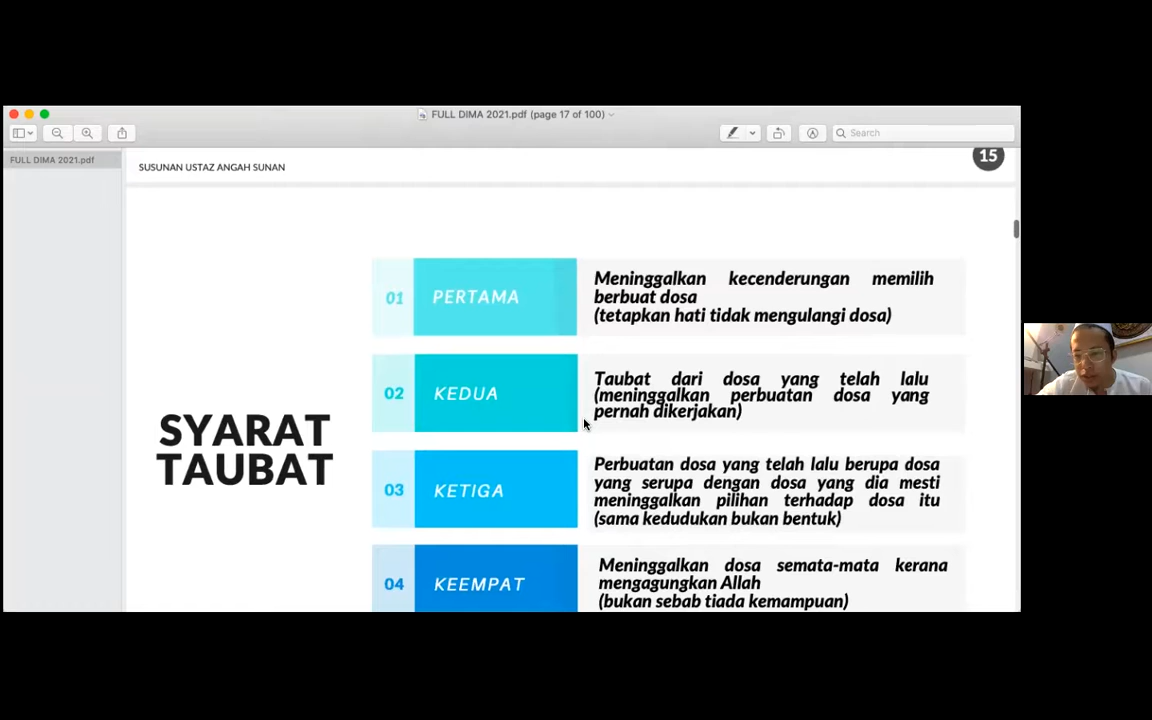 FULL DIMA 2021.pdf (page 17 of 100)
Search
FULL DIMA 2021.pdf
SUSUNAN USTAZ ANGAH SUNAN
15
SYARAT
TAUBAT
01
PERTAMA
Meninggalkan kecenderungan memilih
berbuat dosa
(tetapkan hati tidak mengulangi dosa)
02
KEDUA
Taubat dari dosa yang telah lalu
(meninggalkan perbuatan dosa yang
pernah dikerjakan)
03
KETIGA
Perbuatan dosa yang telah lalu berupa dosa
yang serupa dengan dosa yang dia mesti
meninggalkan pilihan terhadap dosa itu
(sama kedudukan bukan bentuk)
04
KEEMPAT
Meninggalkan dosa semata-mata kerana
mengagungkan Allah
(bukan sebab tiada kemampuan)